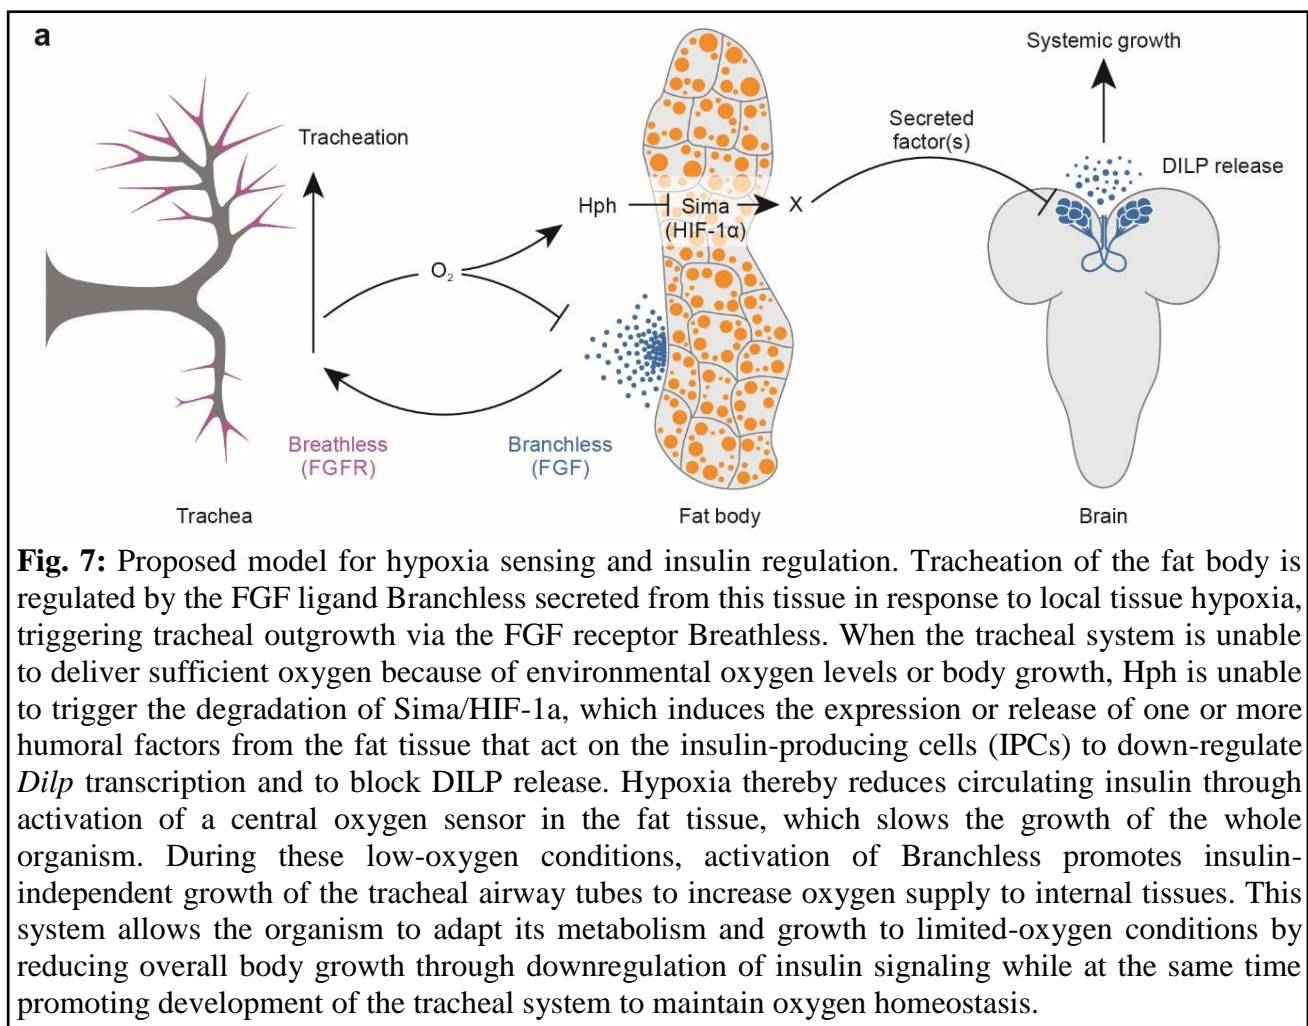 a
Systemic growth
Tracheation
Secreted
factor(s)
DILP release
Hph
Sima
(HIF-1α)
X
O2
Breathless
(FGFR)
Branchless
(FGF)
Trachea
Fat body
Brain
Fig. 7: Proposed model for hypoxia sensing and insulin regulation. Tracheation of the fat body is
regulated by the FGF ligand Branchless secreted from this tissue in response to local tissue hypoxia,
triggering tracheal outgrowth via the FGF receptor Breathless. When the tracheal system is unable
to deliver sufficient oxygen because of environmental oxygen levels or body growth, Hph is unable
to trigger the degradation of Sima/HIF-1a, which induces the expression or release of one or more
humoral factors from the fat tissue that act on the insulin-producing cells (IPCs) to down-regulate
Dilp transcription and to block DILP release. Hypoxia thereby reduces circulating insulin through
activation of a central oxygen sensor in the fat tissue, which slows the growth of the whole
organism. During these low-oxygen conditions, activation of Branchless promotes insulin-
independent growth of the tracheal airway tubes to increase oxygen supply to internal tissues. This
system allows the organism to adapt its metabolism and growth to limited-oxygen conditions by
reducing overall body growth through downregulation of insulin signaling while at the same time
promoting development of the tracheal system to maintain oxygen homeostasis.